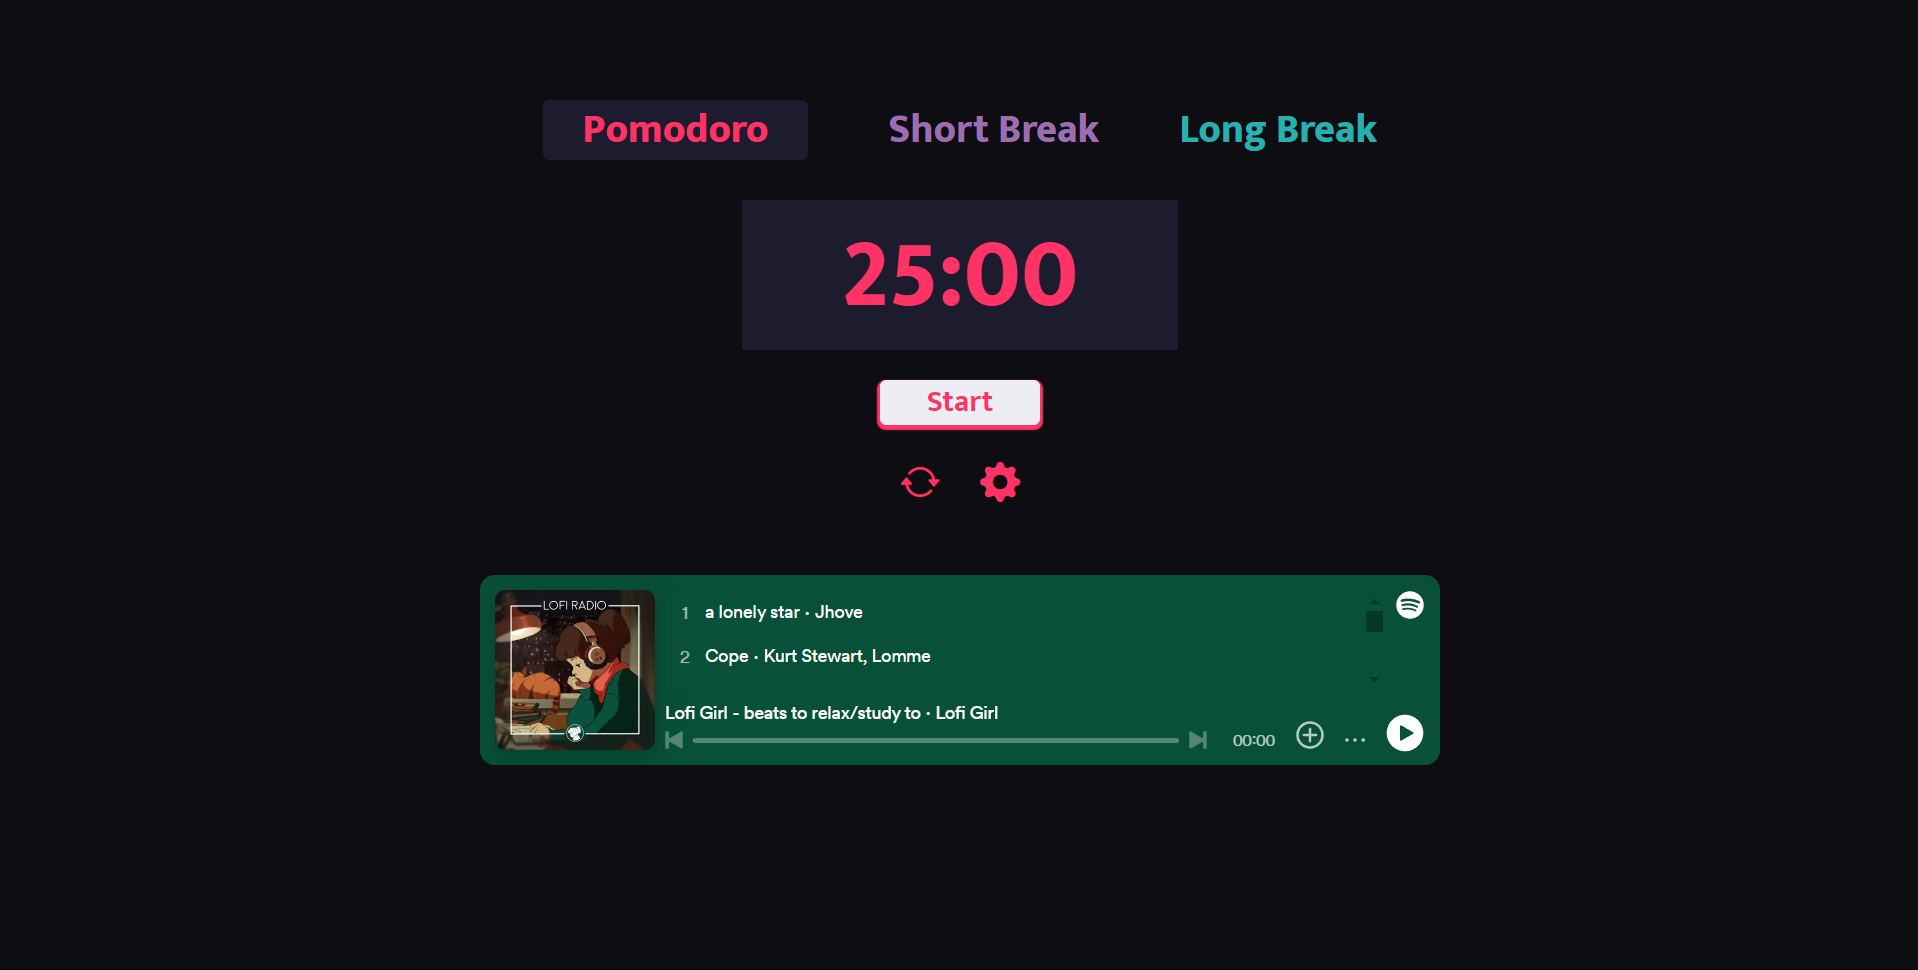 Pomodoro Short Break Long Break
25:00
Start
LOFI RADIO
1 a lonely star · Jhove
2 Cope · Kurt Stewart, Lomme
Lofi Girl - beats to relax/study to · Lofi Girl
00:00